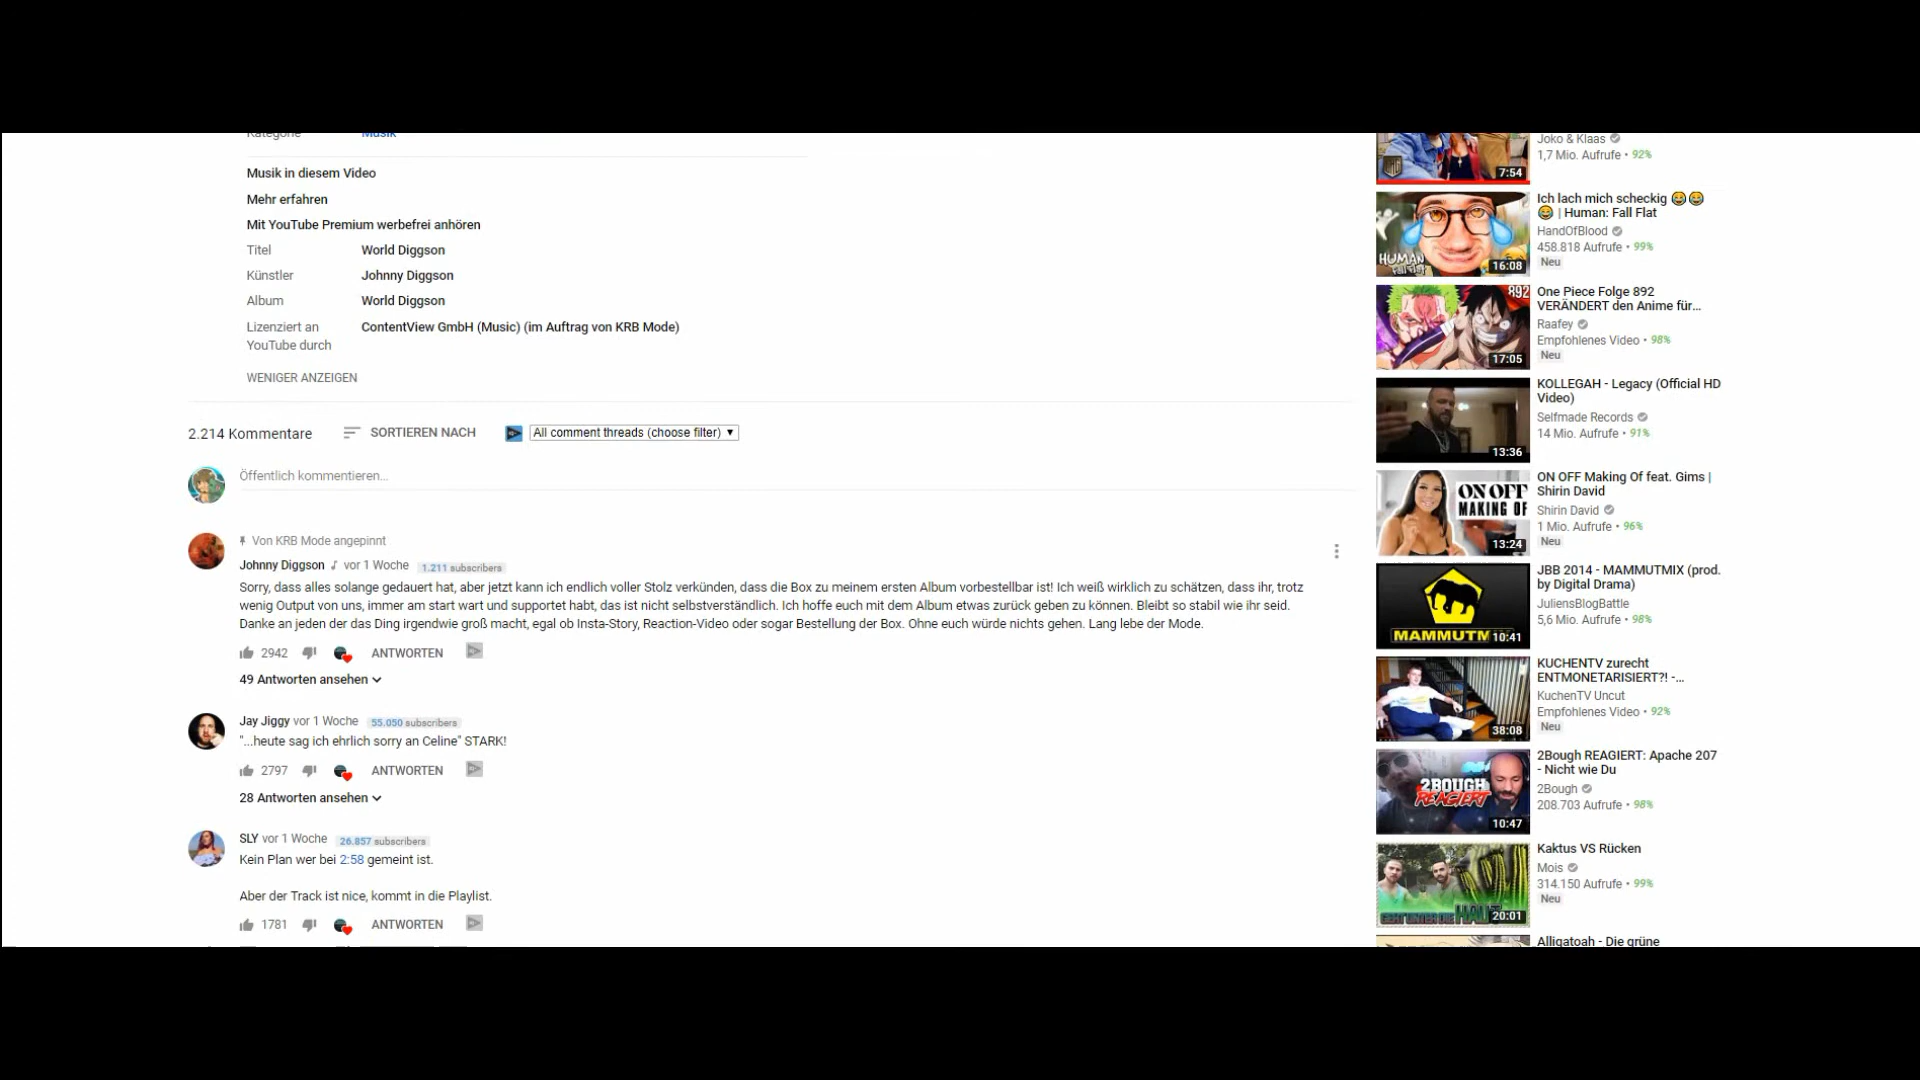 Kategorie Musik
Musik in diesem Video
Mehr erfahren
Mit YouTube Premium werbefrei anhören
Titel World Diggson
Künstler Johnny Diggson
Album World Diggson
Lizenziert an
YouTube durch
ContentView GmbH (Music) (im Auftrag von KRB Mode)
WENIGER ANZEIGEN
2.214 Kommentare SORTIEREN NACH All comment threads (choose filter) ▼
Öffentlich kommentieren...
Von KRB Mode angepinnt
Johnny Diggson ♪ vor 1 Woche 1.211 subscribers
Sorry, dass alles solange gedauert hat, aber jetzt kann ich endlich voller Stolz verkünden, dass die Box zu meinem ersten Album vorbestellbar ist! Ich weiß wirklich zu schätzen, dass ihr, trotz
wenig Output von uns, immer am start wart und supportet habt, das ist nicht selbstverständlich. Ich hoffe euch mit dem Album etwas zurück geben zu können. Bleibt so stabil wie ihr seid.
Danke an jeden der das Ding irgendwie groß macht, egal ob Insta-Story, Reaction-Video oder sogar Bestellung der Box. Ohne euch würde nichts gehen. Lang lebe der Mode.
2942 ANTWORTEN
49 Antworten ansehen
Jay Jiggy vor 1 Woche 55.050 subscribers
"...heute sag ich ehrlich sorry an Celine" STARK!
2797 ANTWORTEN
28 Antworten ansehen
SLY vor 1 Woche 26.857 subscribers
Kein Plan wer bei 2:58 gemeint ist.
Aber der Track ist nice, kommt in die Playlist.
1781 ANTWORTEN
Joko & Klaas
1,7 Mio. Aufrufe • 92%
7:54
Ich lach mich scheckig 😂😂
😂 | Human: Fall Flat
HandOfBlood
458.818 Aufrufe • 99%
Neu
HUMAN
Fall Flat
16:08
One Piece Folge 892
VERÄNDERT den Anime für...
Raafey
Empfohlenes Video • 98%
Neu
892
17:05
KOLLEGAH - Legacy (Official HD
Video)
Selfmade Records
14 Mio. Aufrufe • 91%
13:36
ON OFF Making Of feat. Gims |
Shirin David
Shirin David
1 Mio. Aufrufe • 96%
Neu
ON OFF
MAKING OF
13:24
JBB 2014 - MAMMUTMIX (prod.
by Digital Drama)
JuliensBlogBattle
5,6 Mio. Aufrufe • 98%
MAMMUTM
10:41
KUCHENTV zurecht
ENTMONETARISIERT?! -...
KuchenTV Uncut
Empfohlenes Video • 92%
Neu
38:08
2Bough REAGIERT: Apache 207
- Nicht wie Du
2Bough
208.703 Aufrufe • 98%
2BOUGH
REAGIERT
10:47
Kaktus VS Rücken
Mois
314.150 Aufrufe • 99%
Neu
GEHT UNTER DIE HAUT
20:01
Alligatoah - Die grüne